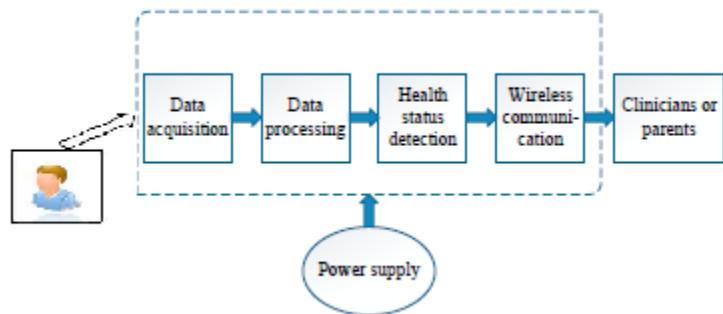 Data
acquisition
Data
processing
Health
status
detection
Wireless
communi-
cation
Clinicians or
parents
Power supply